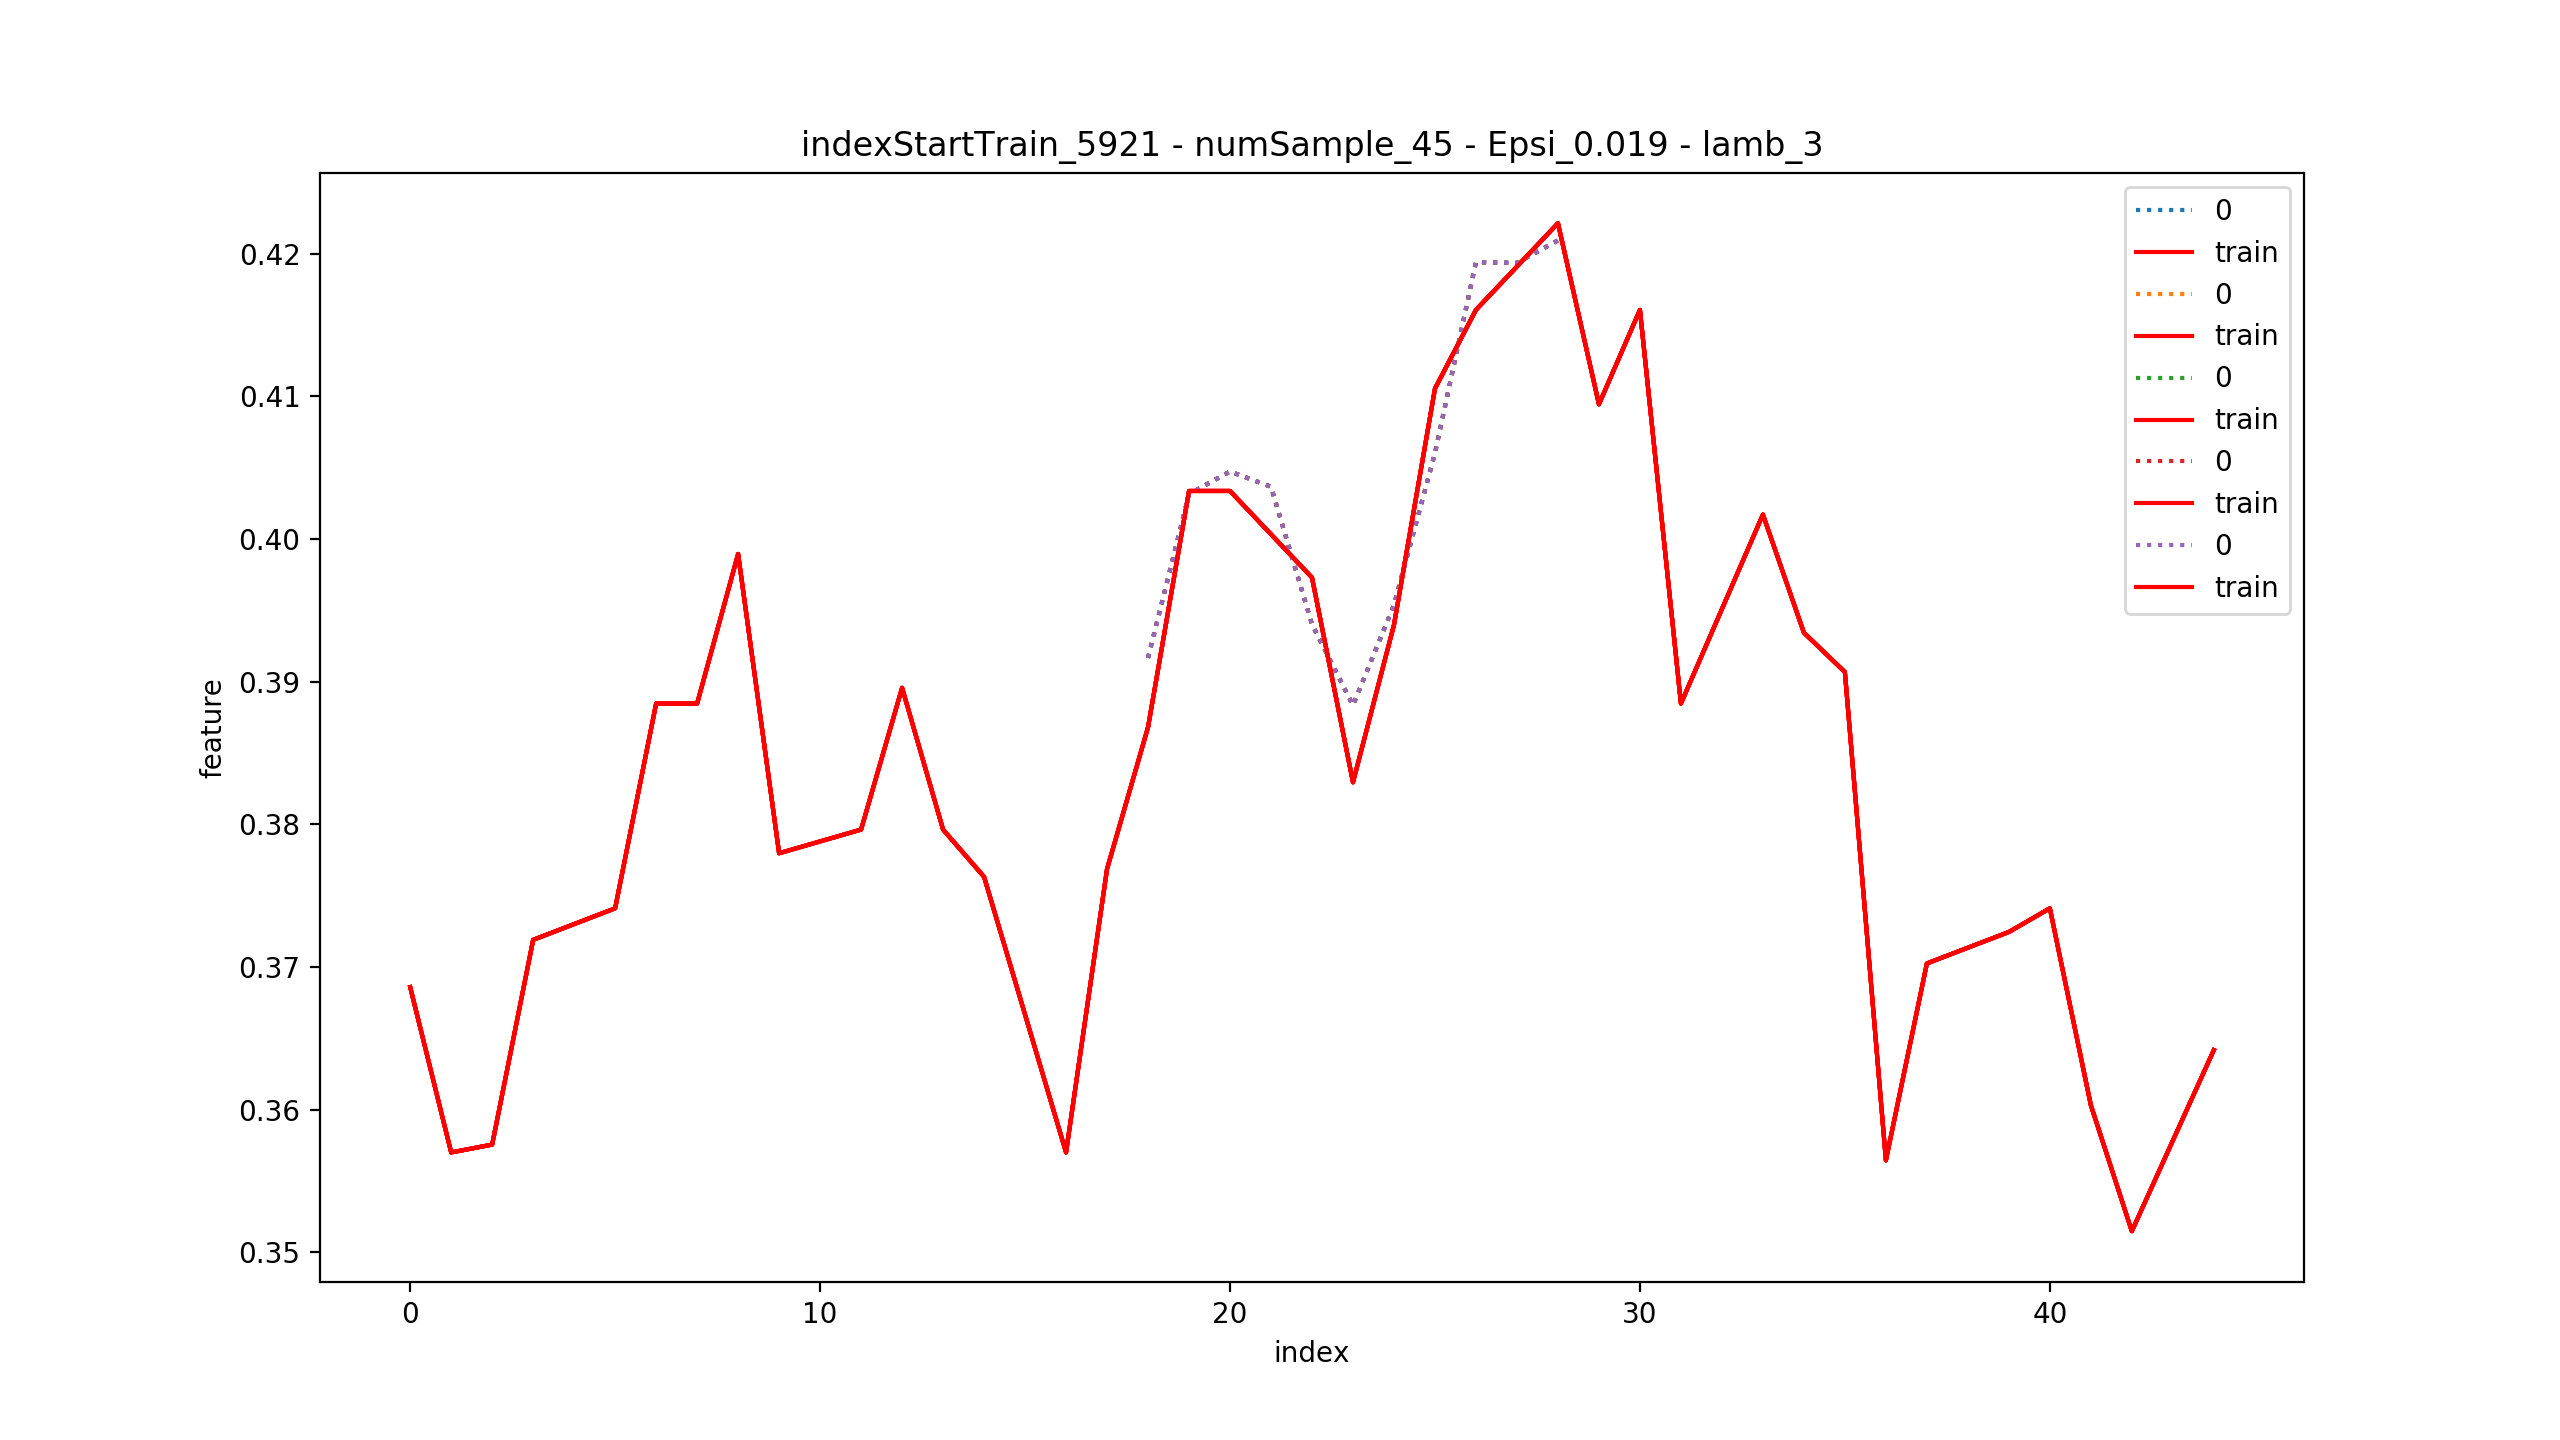 indexStartTrain_5921 - numSample_45 - Epsi_0.019 - lamb_3
0
train
0
train
0
train
0
train
0
train
0.42
0.41
0.40
0.39
0.38
0.37
0.36
0.35
feature
0 10 20 30 40
index